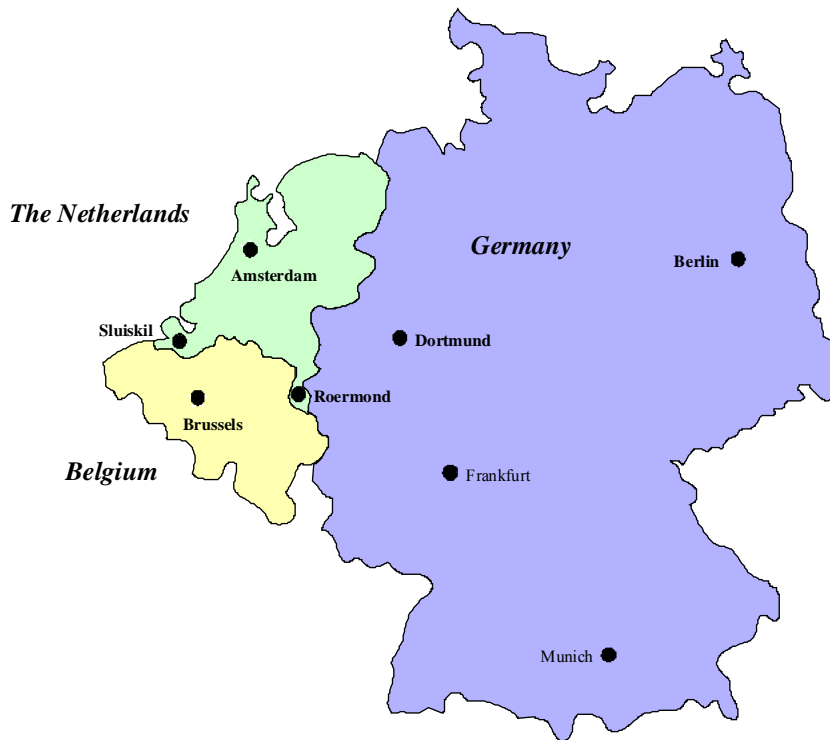 The Netherlands
Germany
Amsterdam
Berlin
Sluiskil
Dortmund
Roermond
Brussels
Belgium
Frankfurt
Munich